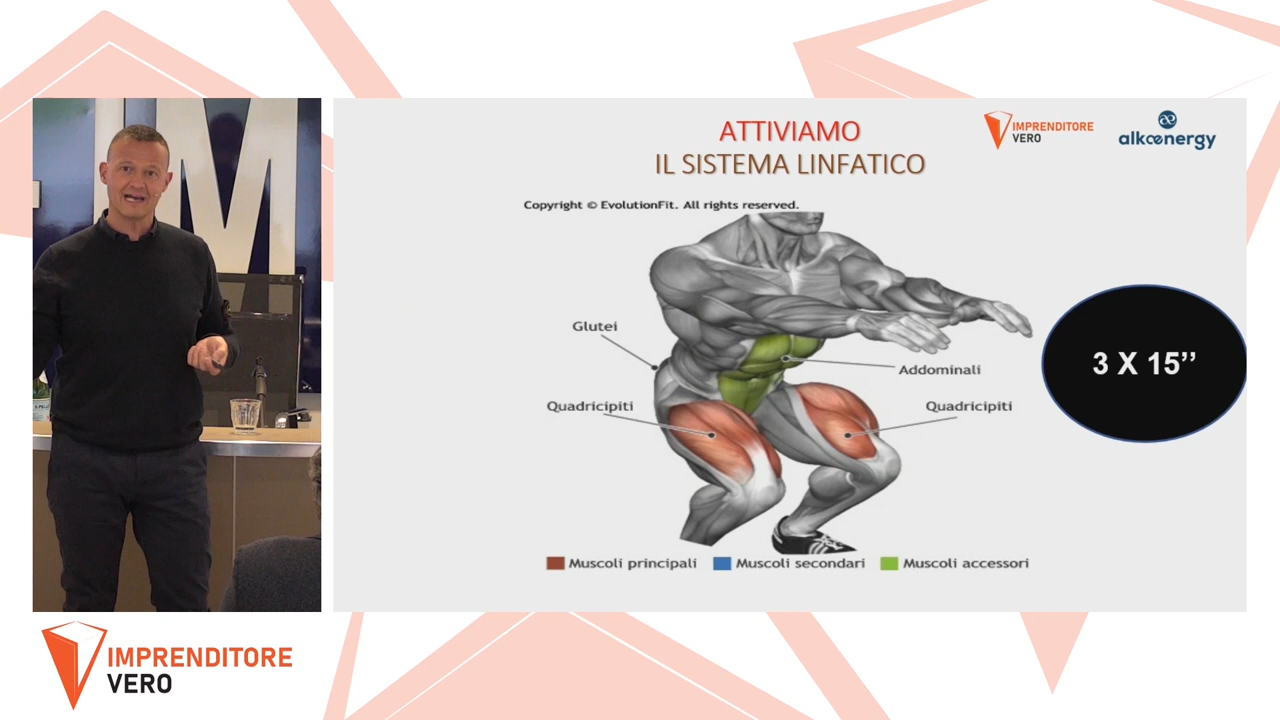 ATTIVIAMO
IL SISTEMA LINFATICO
IMPRENDITORE
VERO
alkaenergy
Copyright © EvolutionFit. All rights reserved.
Glutei
Addominali
Quadricipiti
Quadricipiti
3 X 15’’
Muscoli principali
Muscoli secondari
Muscoli accessori
IMPRENDITORE
VERO